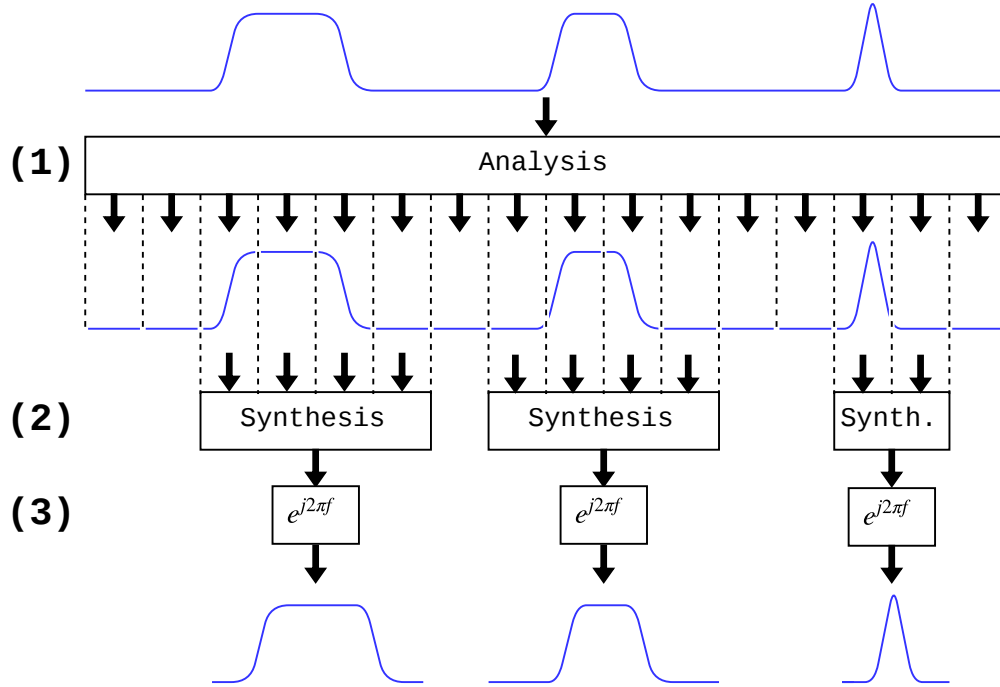 (1) Analysis
(2) Synthesis Synthesis Synth.
(3) e^{j2πf} e^{j2πf} e^{j2πf}